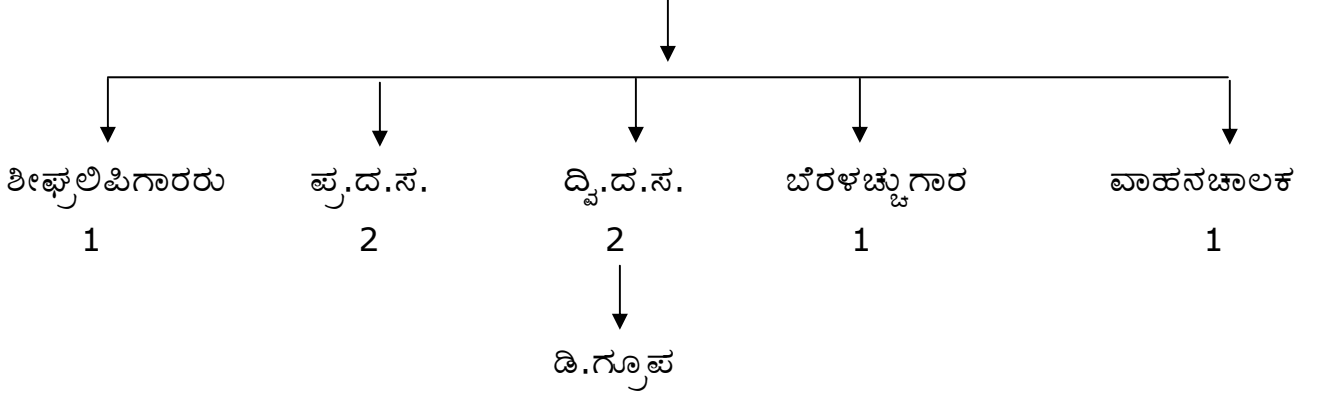 ಶೀಘ್ರಲಿಪಿಗಾರರು ಪ್ರ.ದ.ಸ. ದ್ವಿ.ದ.ಸ. ಬೆರಳಚ್ಚುಗಾರ ವಾಹನಚಾಲಕ
1 2 2 1 1
ಡಿ.ಗ್ರೂಪ